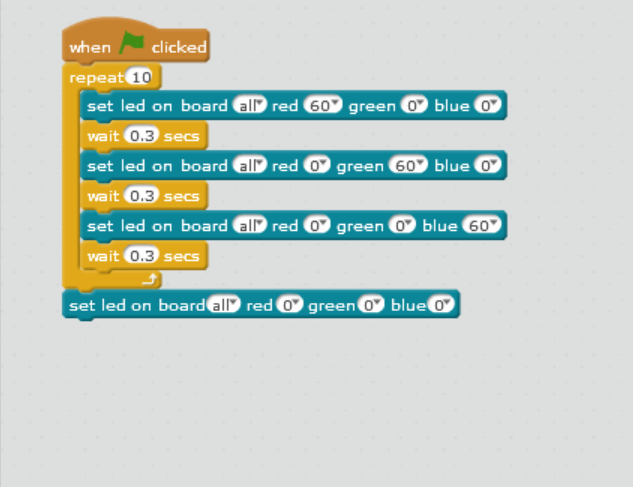 when clicked
repeat 10
set led on board all red 60 green 0 blue 0
wait 0.3 secs
set led on board all red 0 green 60 blue 0
wait 0.3 secs
set led on board all red 0 green 0 blue 60
wait 0.3 secs
set led on board all red 0 green 0 blue 0